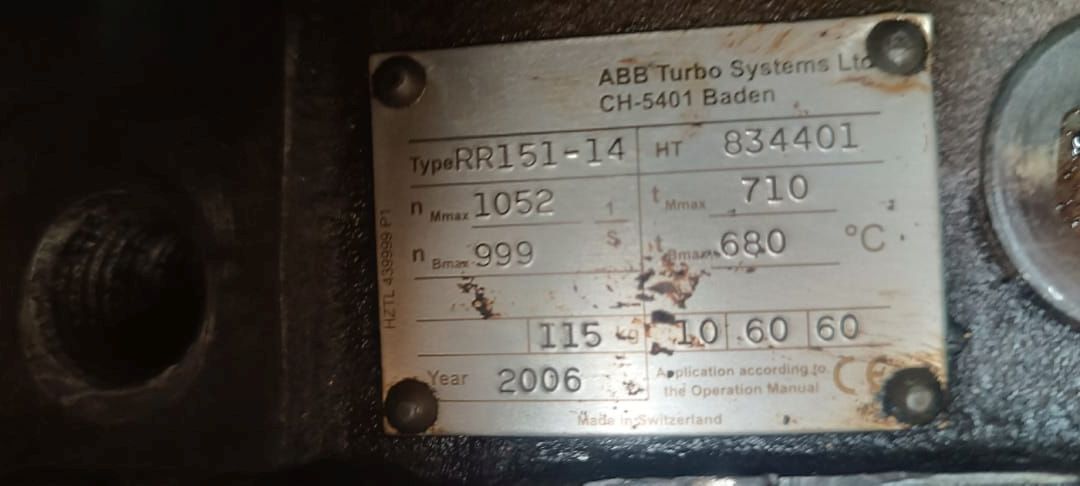 ABB Turbo Systems Ltd
CH-5401 Baden
Type RR151-14 HT 834401
n Mmax 1052 1/s t Mmax 710
n Bmax 999 t Bmax 680 °C
115 kg 10 60 60
Year 2006 Application according to
the Operation Manual CE
Made in Switzerland
HZTL 439999 P1